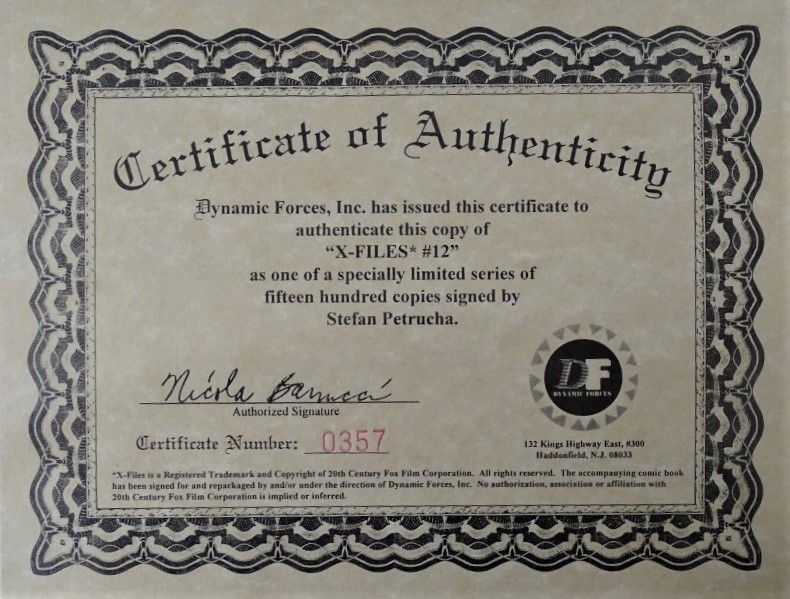 Certificate of Authenticity
Dynamic Forces, Inc. has issued this certificate to
authenticate this copy of
“X-FILES* #12”
as one of a specially limited series of
fifteen hundred copies signed by
Stefan Petrucha.
Nicola Barrucci
Authorized Signature
Certificate Number: 0357
DF
DYNAMIC FORCES
132 Kings Highway East, #300
Haddonfield, N.J. 08033
*X-Files is a Registered Trademark and Copyright of 20th Century Fox Film Corporation. All rights reserved. The accompanying comic book
has been signed for and repackaged by and/or under the direction of Dynamic Forces, Inc. No authorization, association or affiliation with
20th Century Fox Film Corporation is implied or inferred.